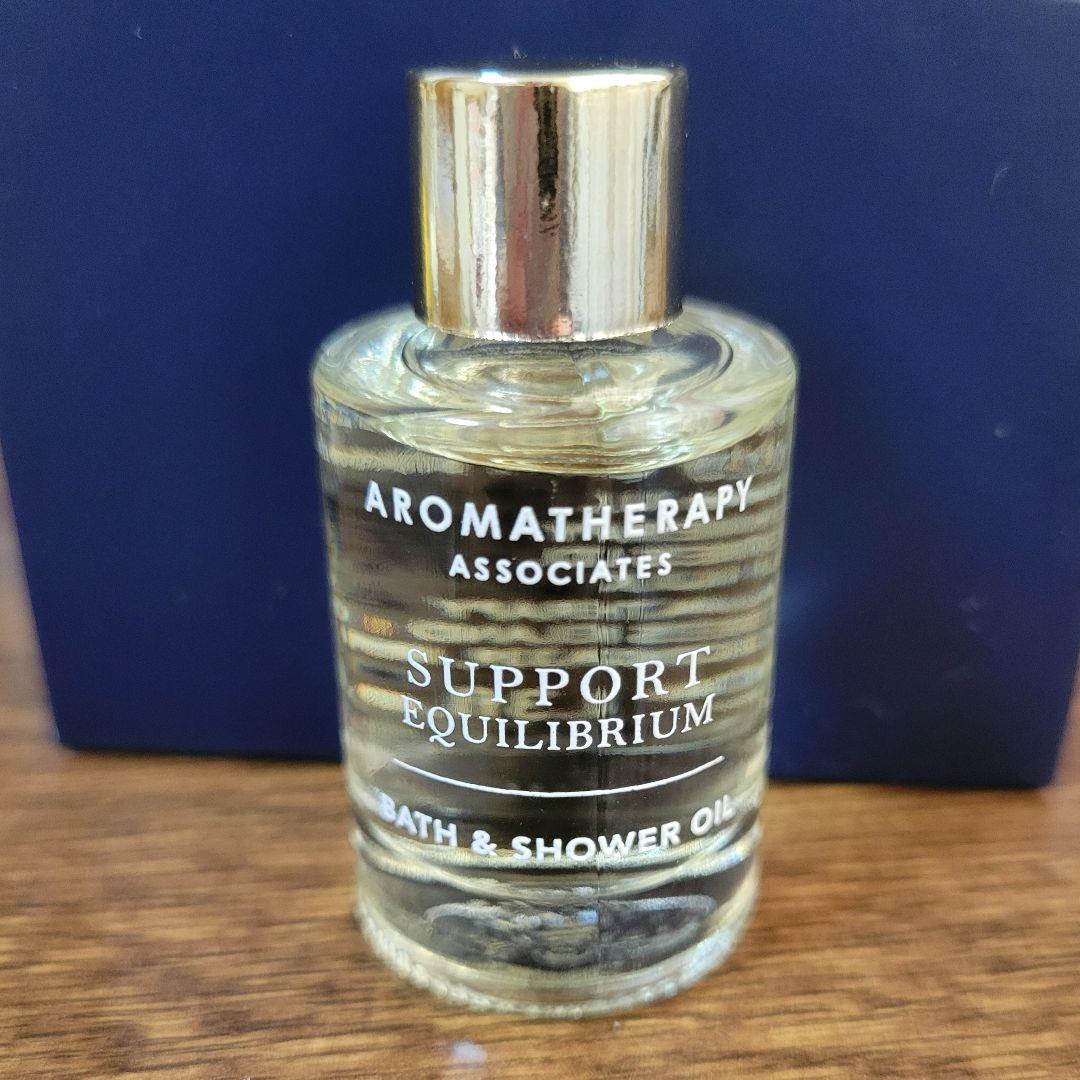 AROMATHERAPY
ASSOCIATES
SUPPORT
EQUILIBRIUM
BATH & SHOWER OIL